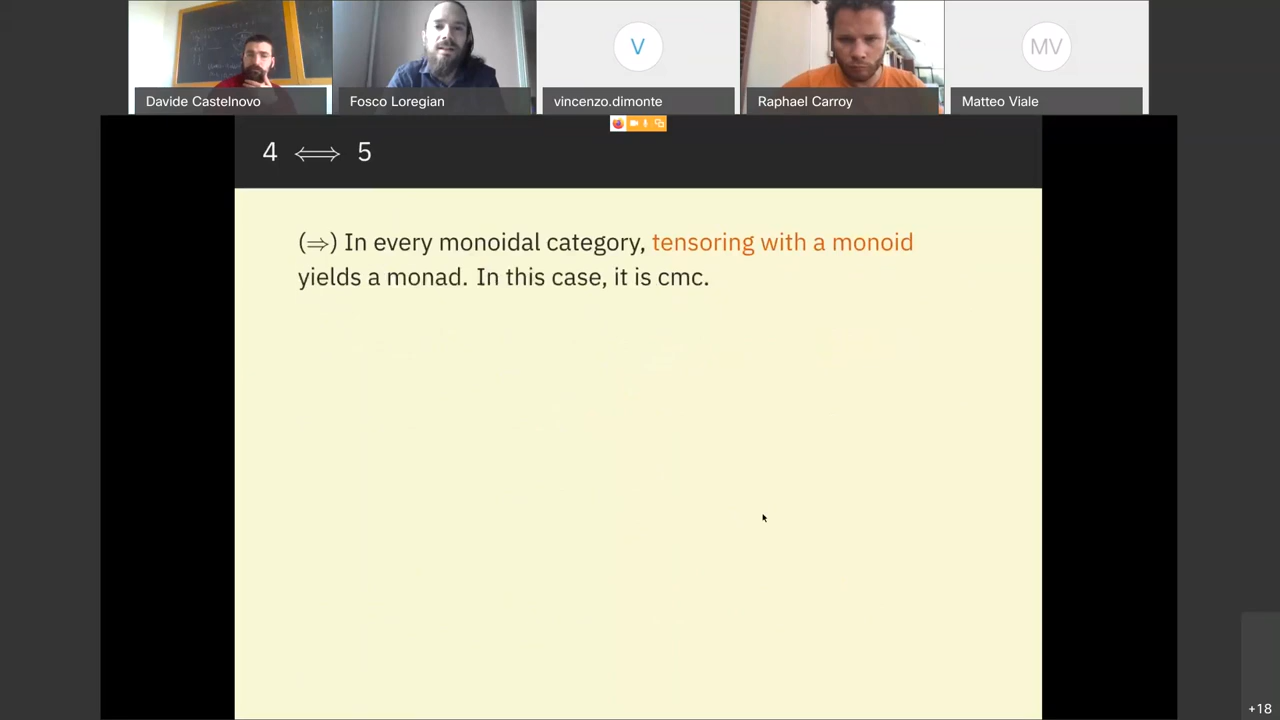 V
MV
Davide Castelnovo
Fosco Loregian
vincenzo.dimonte
Raphael Carroy
Matteo Viale
4 ⟺ 5
(⇒) In every monoidal category, tensoring with a monoid
yields a monad. In this case, it is cmc.
+18